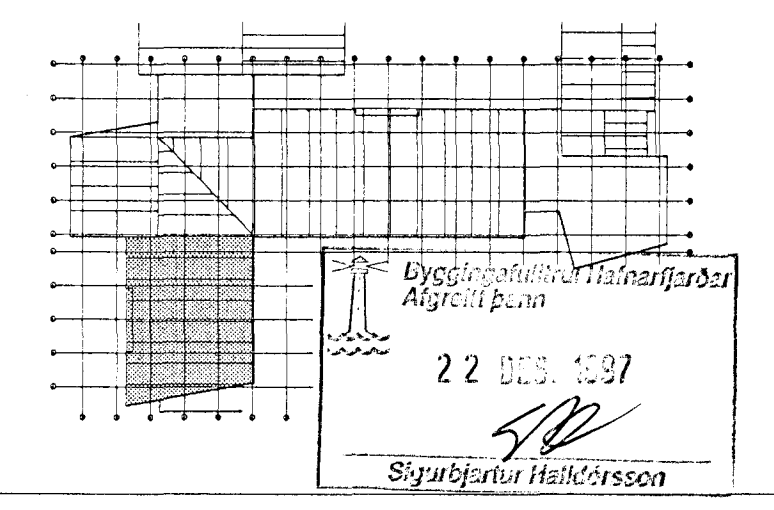 Byggingafulltrúi Hafnarfjarðar
Afgreitt þann
22 DES. 1997
Sigurbjartur Halldórsson